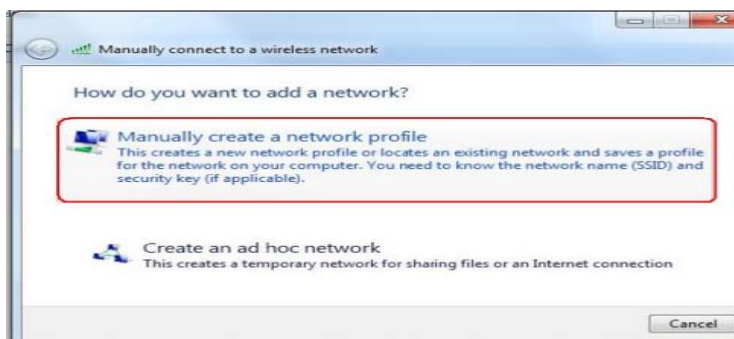 Manually connect to a wireless network
How do you want to add a network?
Manually create a network profile
This creates a new network profile or locates an existing network and saves a profile
for the network on your computer. You need to know the network name (SSID) and
security key (if applicable).
Create an ad hoc network
This creates a temporary network for sharing files or an Internet connection
Cancel